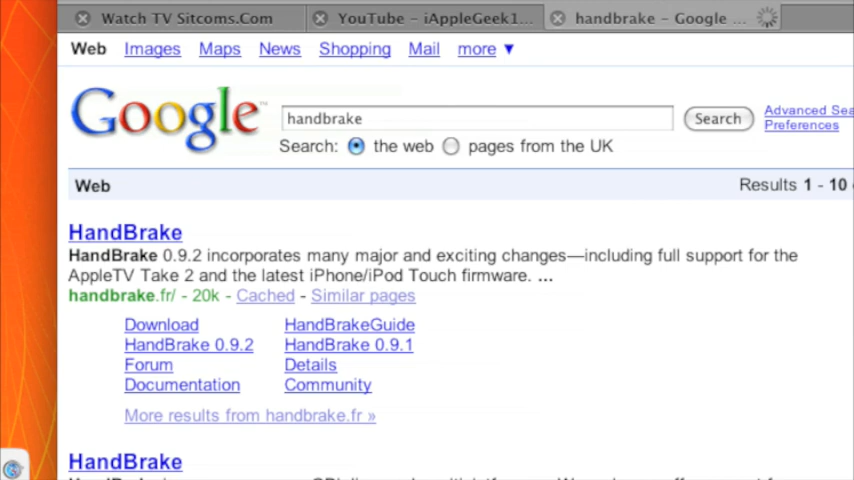 Watch TV Sitcoms.Com YouTube - iAppleGeek1... handbrake - Google ...
Web Images Maps News Shopping Mail more ▼
Google™ handbrake Search Advanced Sea
Preferences
Search: the web pages from the UK
Web Results 1 - 10
HandBrake
HandBrake 0.9.2 incorporates many major and exciting changes—including full support for the
AppleTV Take 2 and the latest iPhone/iPod Touch firmware. ...
handbrake.fr/ - 20k - Cached - Similar pages
Download HandBrakeGuide
HandBrake 0.9.2 HandBrake 0.9.1
Forum Details
Documentation Community
More results from handbrake.fr »
HandBrake